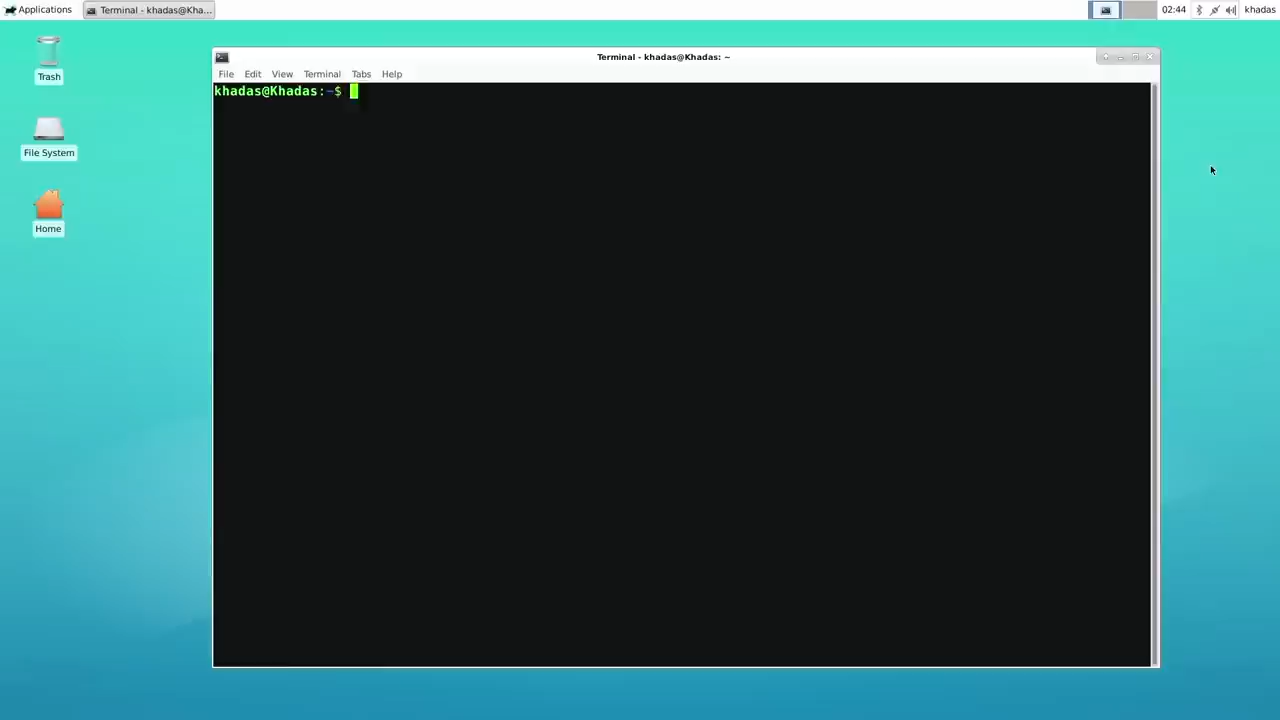 Applications
Terminal - khadas@Kha...
02:44
khadas
Trash
File System
Home
Terminal - khadas@Khadas: ~
File Edit View Terminal Tabs Help
khadas@Khadas:~$